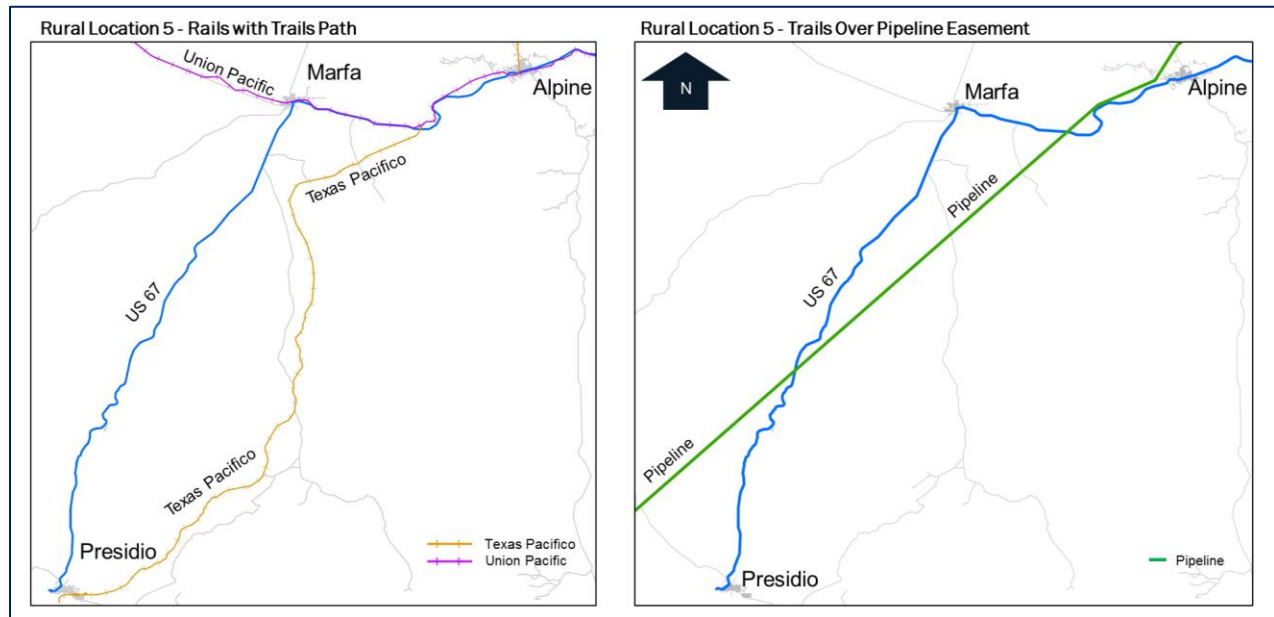 Rural Location 5 - Rails with Trails Path
Union Pacific
Marfa
Alpine
Texas Pacifico
US 67
Texas Pacifico
Presidio
Texas Pacifico
Union Pacific
Rural Location 5 - Trails Over Pipeline Easement
N
Marfa
Alpine
Pipeline
US 67
Pipeline
Presidio
Pipeline